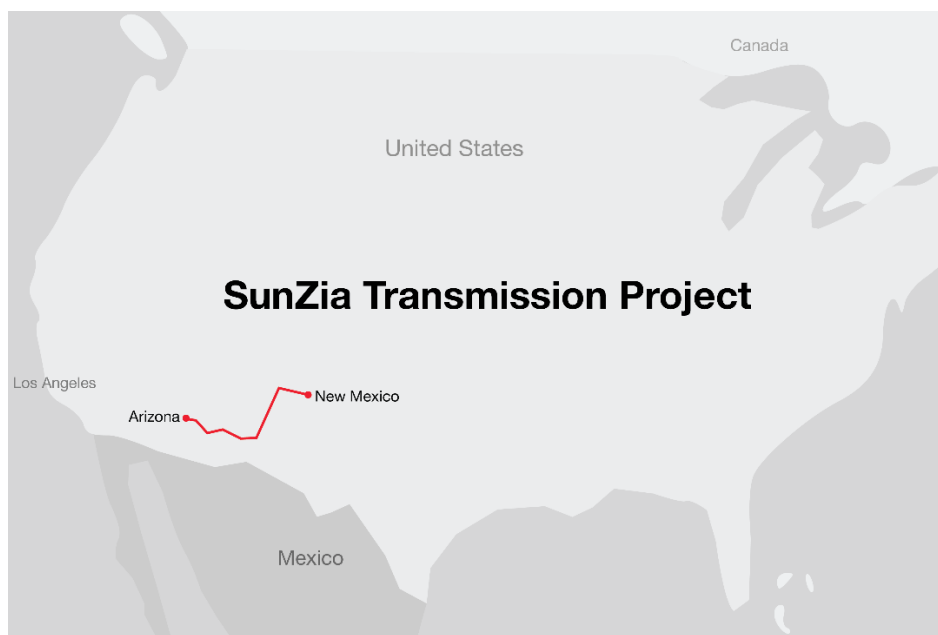 Canada
United States
SunZia Transmission Project
Los Angeles
New Mexico
Arizona
Mexico